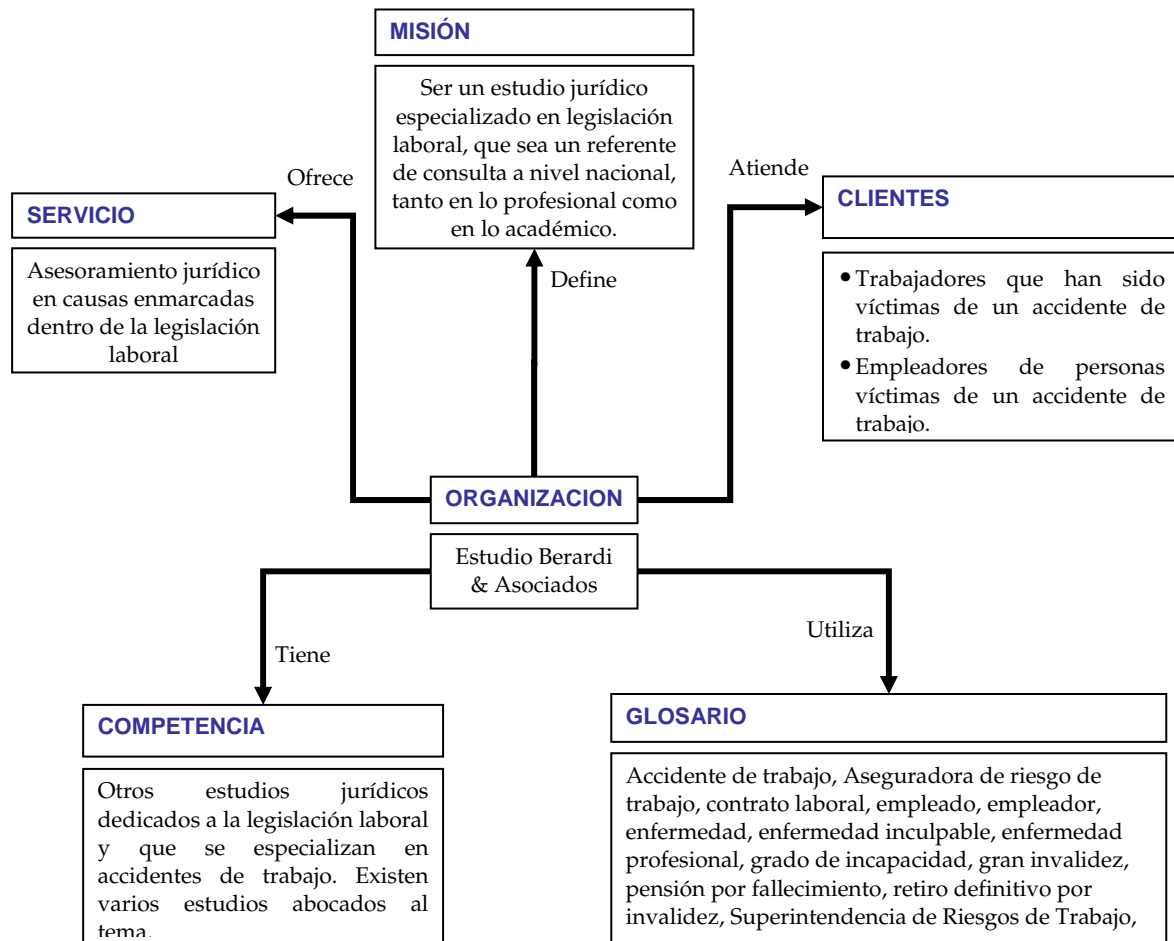 MISIÓN
Ser un estudio jurídico
especializado en legislación
laboral, que sea un referente
de consulta a nivel nacional,
tanto en lo profesional como
en lo académico.
Ofrece
Atiende
SERVICIO
Asesoramiento jurídico
en causas enmarcadas
dentro de la legislación
laboral
Define
CLIENTES
• Trabajadores que han sido
víctimas de un accidente de
trabajo.
• Empleadores de personas
víctimas de un accidente de
trabajo.
ORGANIZACION
Estudio Berardi
& Asociados
Tiene
Utiliza
COMPETENCIA
Otros estudios jurídicos
dedicados a la legislación laboral
y que se especializan en
accidentes de trabajo. Existen
varios estudios abocados al
tema.
GLOSARIO
Accidente de trabajo, Aseguradora de riesgo de
trabajo, contrato laboral, empleado, empleador,
enfermedad, enfermedad inculpable, enfermedad
profesional, grado de incapacidad, gran invalidez,
pensión por fallecimiento, retiro definitivo por
invalidez, Superintendencia de Riesgos de Trabajo,